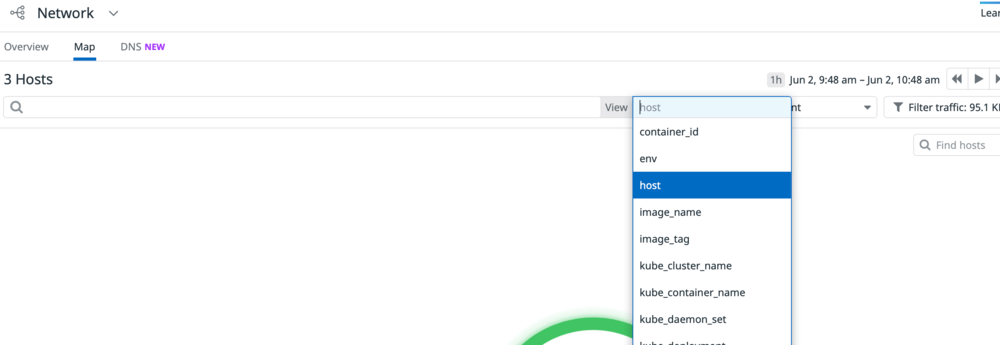 Network
Lear
Overview Map DNS NEW
3 Hosts
1h Jun 2, 9:48 am – Jun 2, 10:48 am
View host nt Filter traffic: 95.1 K
container_id
env
Find hosts
host
image_name
image_tag
kube_cluster_name
kube_container_name
kube_daemon_set
kube_deployment